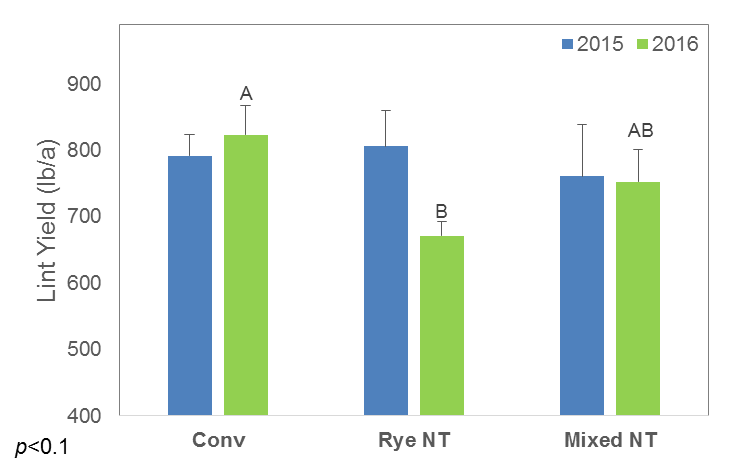 2015 2016
Lint Yield (lb/a)
900
800
700
600
500
400
A
B
AB
Conv Rye NT Mixed NT
p<0.1